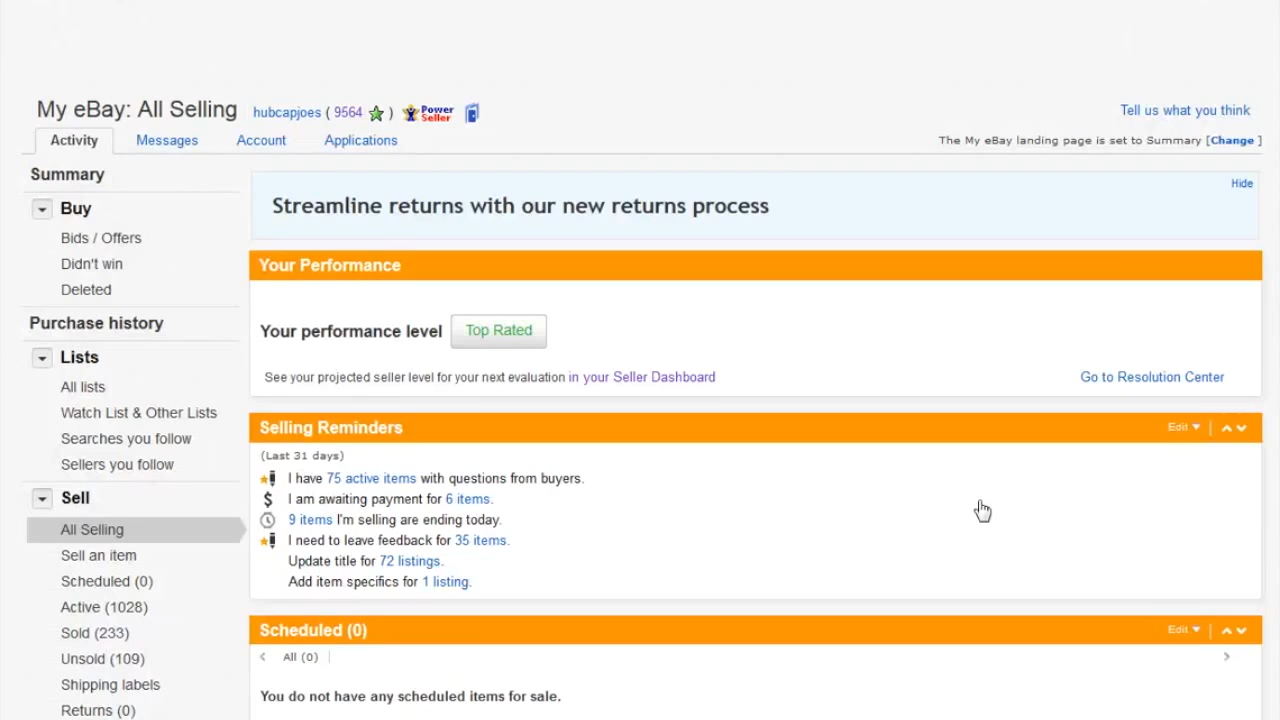 My eBay: All Selling hubcapjoes ( 9564 ) Power Seller
Tell us what you think
Activity Messages Account Applications
The My eBay landing page is set to Summary [Change ]
Summary
Buy
Bids / Offers
Didn't win
Deleted
Purchase history
Lists
All lists
Watch List & Other Lists
Searches you follow
Sellers you follow
Sell
All Selling
Sell an item
Scheduled (0)
Active (1028)
Sold (233)
Unsold (109)
Shipping labels
Returns (0)
Hide
Streamline returns with our new returns process
Your Performance
Your performance level Top Rated
See your projected seller level for your next evaluation in your Seller Dashboard
Go to Resolution Center
Selling Reminders Edit
(Last 31 days)
I have 75 active items with questions from buyers.
$ I am awaiting payment for 6 items.
9 items I'm selling are ending today.
I need to leave feedback for 35 items.
Update title for 72 listings.
Add item specifics for 1 listing.
Scheduled (0) Edit
All (0)
You do not have any scheduled items for sale.